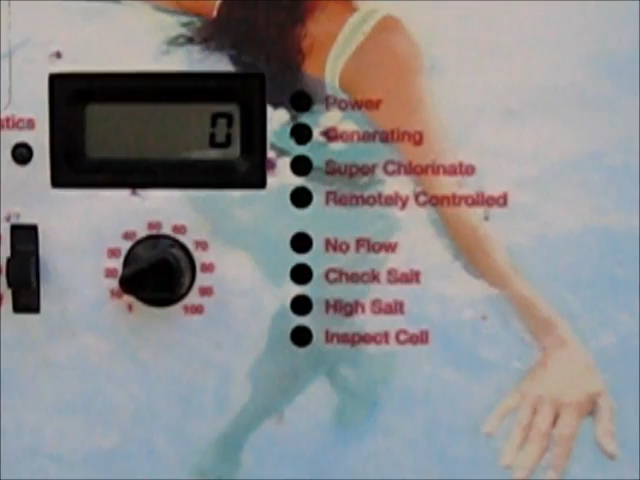 stics
0
Power
Generating
Super Chlorinate
Remotely Controlled
No Flow
Check Salt
High Salt
Inspect Cell
50 60
40 70
30 80
20 90
10 100
1